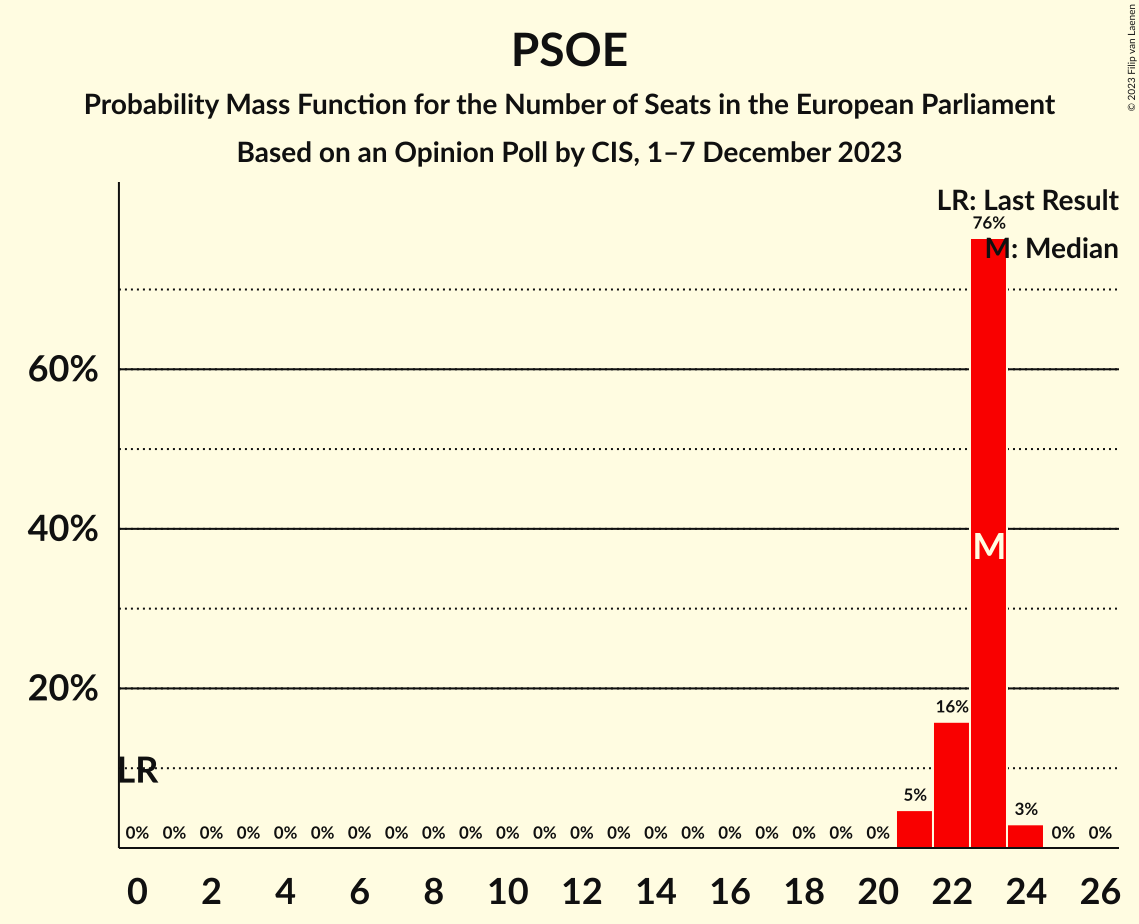 PSOE
Probability Mass Function for the Number of Seats in the European Parliament
Based on an Opinion Poll by CIS, 1–7 December 2023
© 2023 Filip van Laenen
LR: Last Result
M: Median
76%
60%
40%
M
20%
16%
LR
5%
3%
0% 0% 0% 0% 0% 0% 0% 0% 0% 0% 0% 0% 0% 0% 0% 0% 0% 0% 0% 0% 0% 0% 0%
0 2 4 6 8 10 12 14 16 18 20 22 24 26